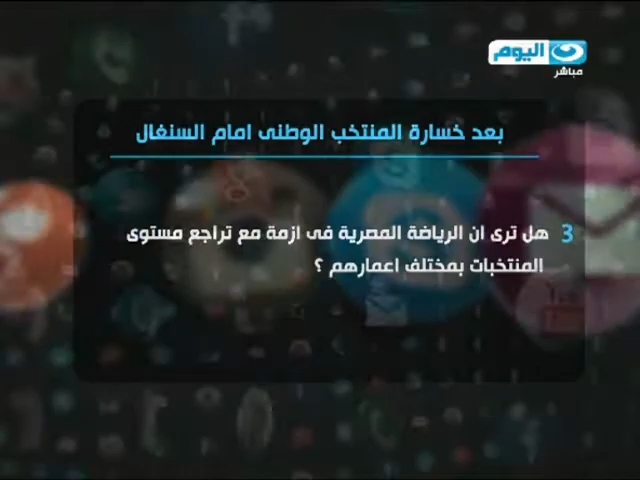 اليوم
مباشر
بعد خسارة المنتخب الوطنى امام السنغال
3 هل ترى ان الرياضة المصرية فى ازمة مع تراجع مستوى
المنتخبات بمختلف اعمارهم ؟